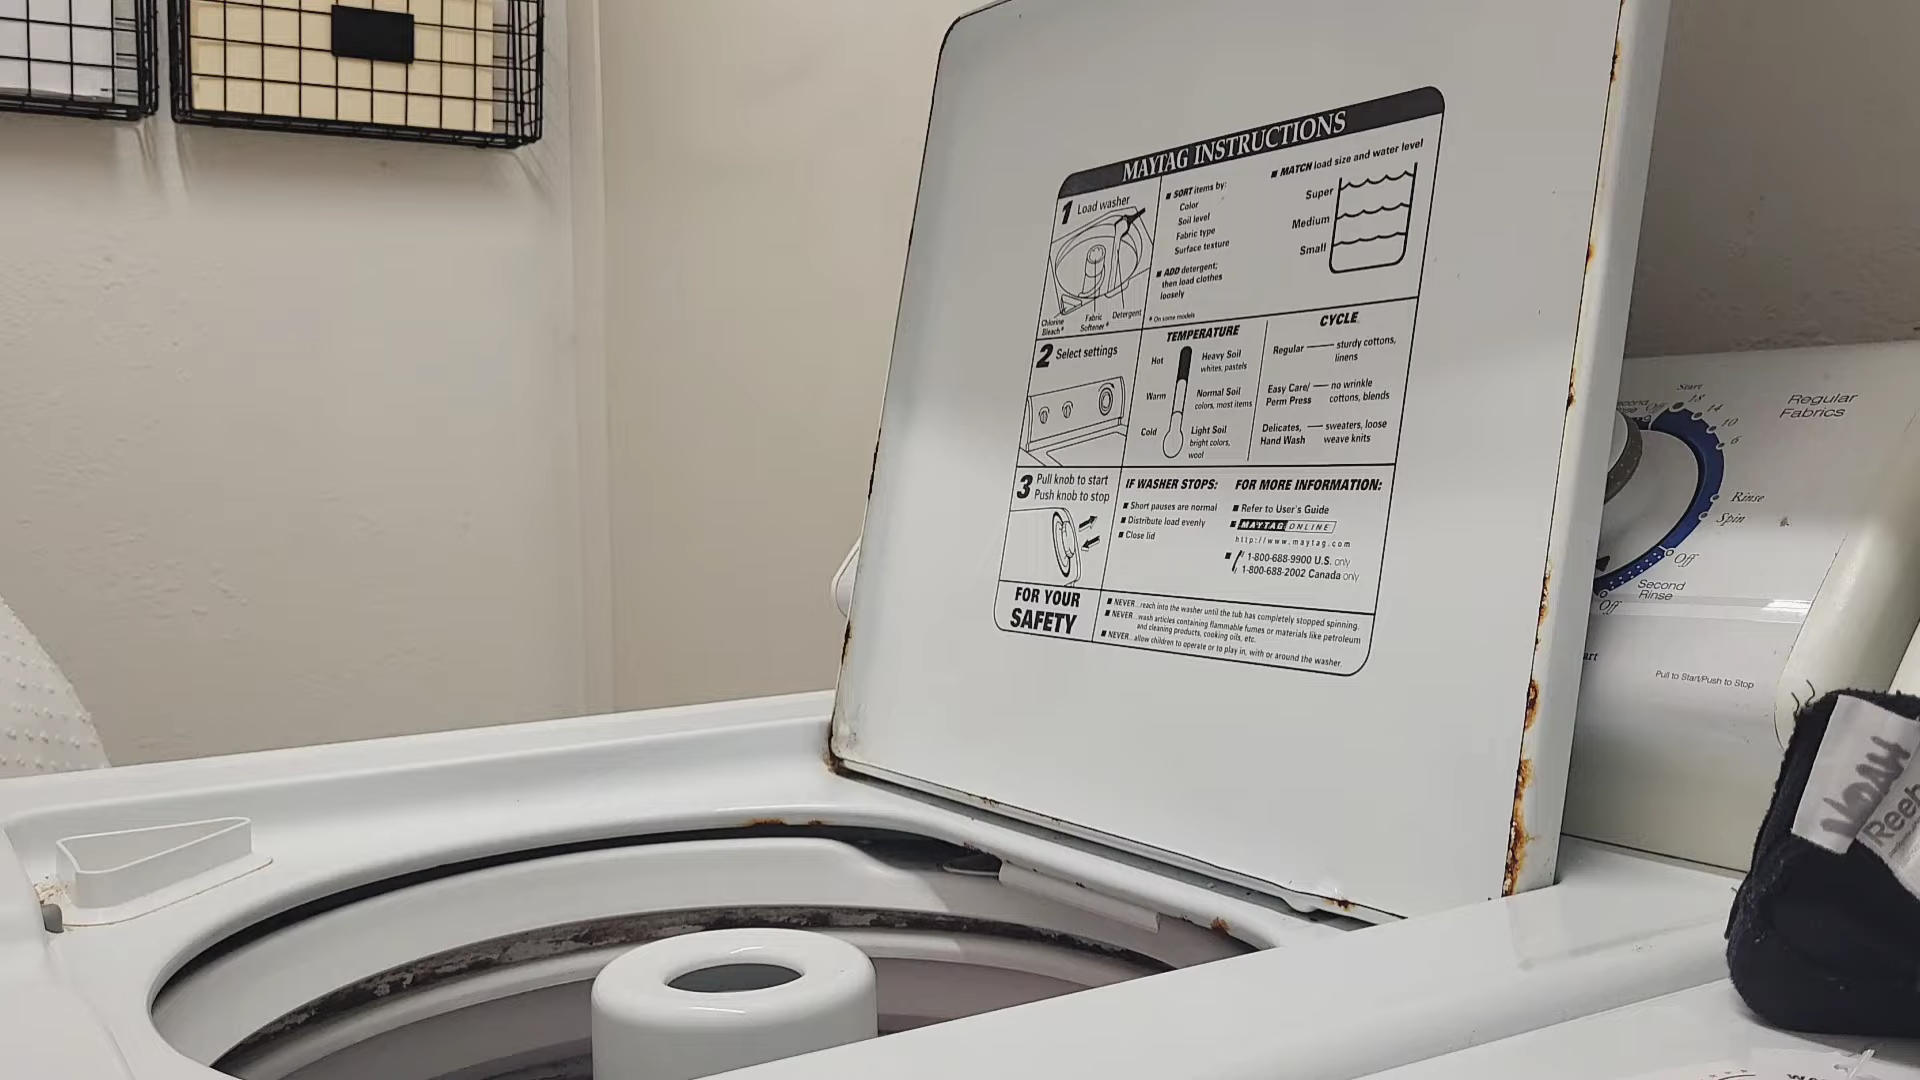 MAYTAG INSTRUCTIONS
1 Load washer
Chlorine
Bleach*
Fabric
Softener*
Detergent
■ SORT items by:
Color
Soil level
Fabric type
Surface texture
■ ADD detergent;
then load clothes
loosely
* On some models
■ MATCH load size and water level
Super
Medium
Small
2 Select settings
TEMPERATURE
Hot
Heavy Soil
whites, pastels
Warm
Normal Soil
colors, most items
Cold
Light Soil
bright colors,
wool
CYCLE
Regular — sturdy cottons,
linens
Easy Care/ — no wrinkle
Perm Press cottons, blends
Delicates, — sweaters, loose
Hand Wash weave knits
3 Pull knob to start
Push knob to stop
IF WASHER STOPS:
■ Short pauses are normal
■ Distribute load evenly
■ Close lid
FOR MORE INFORMATION:
■ Refer to User's Guide
■ MAYTAG ONLINE
http://www.maytag.com
■ 1-800-688-9900 U.S. only
1-800-688-2002 Canada only
FOR YOUR
SAFETY
■ NEVER...reach into the washer until the tub has completely stopped spinning.
■ NEVER...wash articles containing flammable fumes or materials like petroleum
and cleaning products, cooking oils, etc.
■ NEVER...allow children to operate or to play in, with or around the washer.
Start
18
14
10
6
Off
Regular
Fabrics
Rinse
Spin
Off
Second
Rinse
Off
Pull to Start/Push to Stop
NOAH